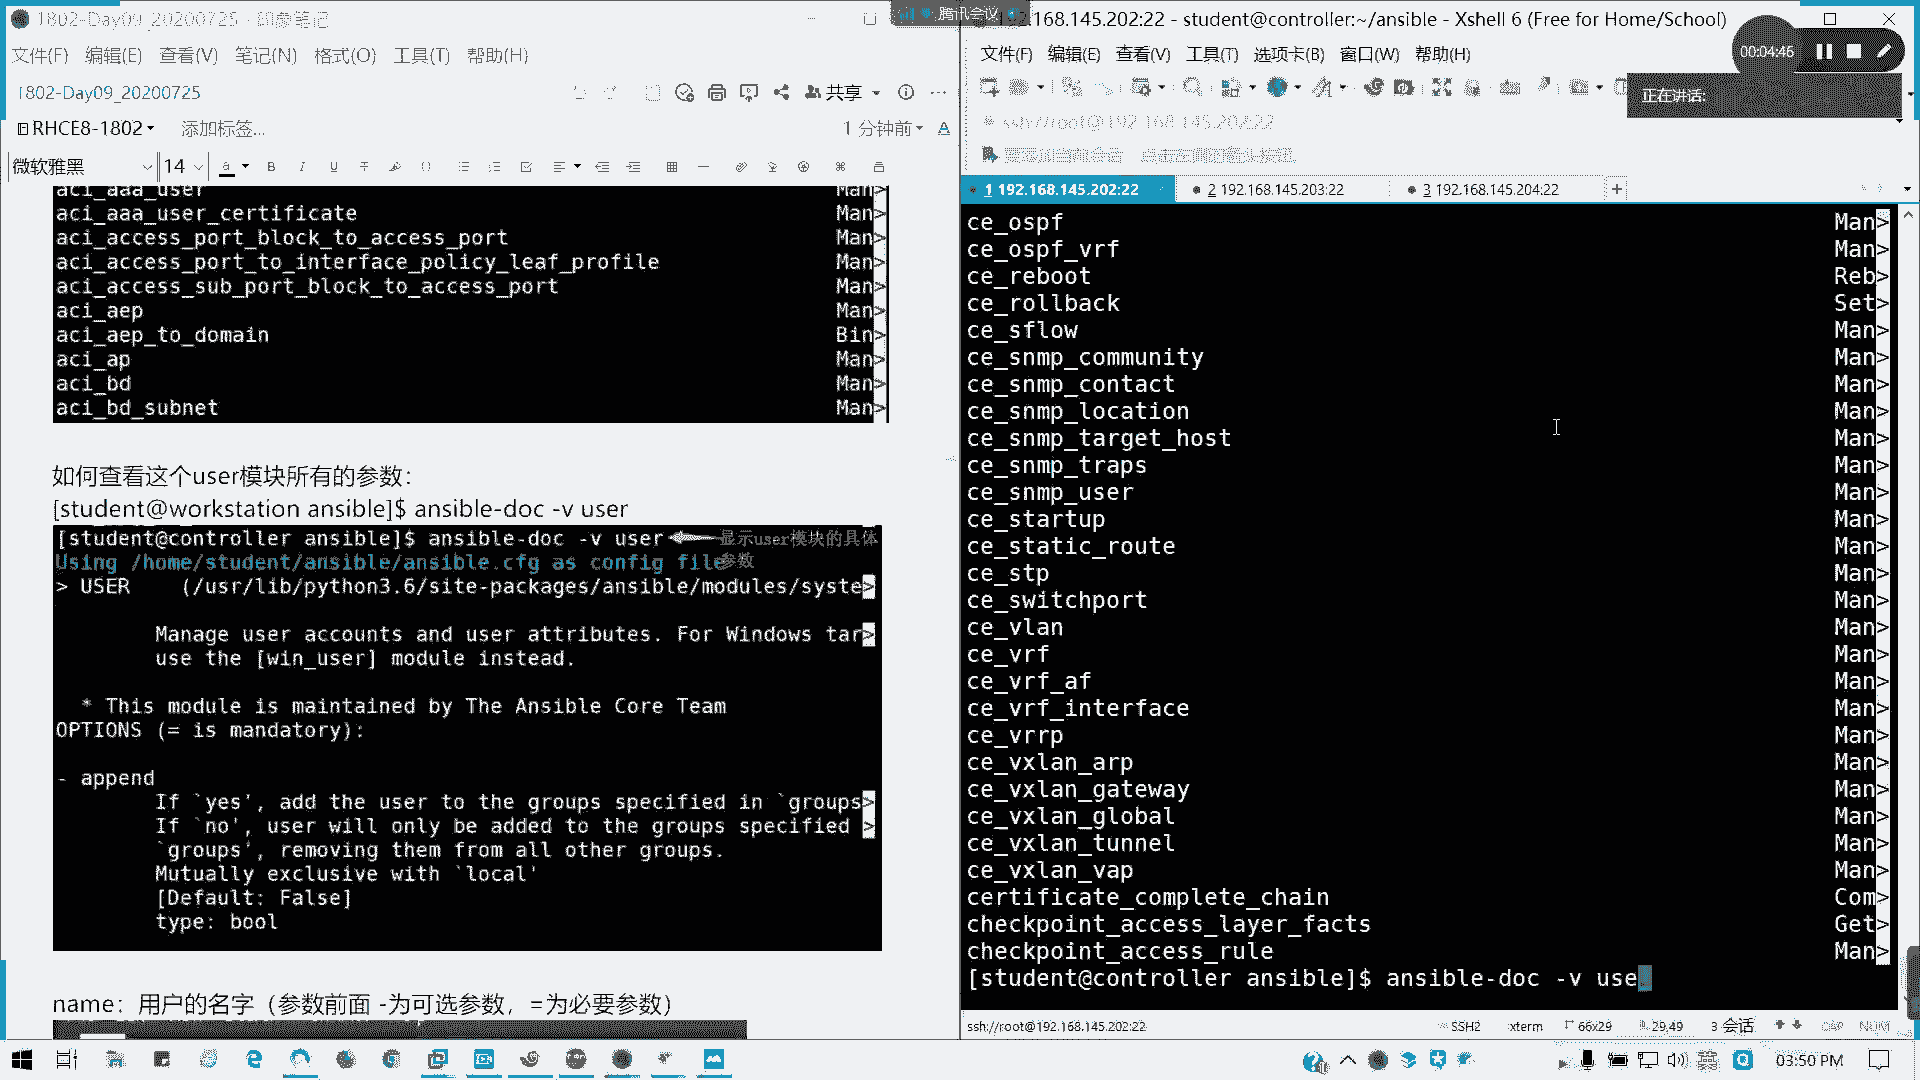 1802-Day09_20200725 - 印象笔记
文件(F) 编辑(E) 查看(V) 笔记(N) 格式(O) 工具(T) 帮助(H)
1802-Day09_20200725
共享
RHCE8-1802
添加标签...
1 分钟前
微软雅黑 14
aci_aaa_user Man>
aci_aaa_user_certificate Man>
aci_access_port_block_to_access_port Man>
aci_access_port_to_interface_policy_leaf_profile Man>
aci_access_sub_port_block_to_access_port Man>
aci_aep Man>
aci_aep_to_domain Bin>
aci_ap Man>
aci_bd Man>
aci_bd_subnet Man>
如何查看这个user模块所有的参数：
[student@workstation ansible]$ ansible-doc -v user
[student@controller ansible]$ ansible-doc -v user 显示user模块的具体
参数
Using /home/student/ansible/ansible.cfg as config file
> USER (/usr/lib/python3.6/site-packages/ansible/modules/syste>
Manage user accounts and user attributes. For Windows tar>
use the [win_user] module instead.
* This module is maintained by The Ansible Core Team
OPTIONS (= is mandatory):
- append
If `yes', add the user to the groups specified in `groups>
If `no', user will only be added to the groups specified >
`groups', removing them from all other groups.
Mutually exclusive with `local'
[Default: False]
type: bool
name：用户的名字（参数前面 -为可选参数，=为必要参数）
腾讯会议
192.168.145.202:22 - student@controller:~/ansible - Xshell 6 (Free for Home/School)
文件(F) 编辑(E) 查看(V) 工具(T) 选项卡(B) 窗口(W) 帮助(H)
00:04:46
正在讲话:
ssh://root@192.168.145.202:22
1 192.168.145.202:22
2 192.168.145.203:22
3 192.168.145.204:22
ce_ospf Man>
ce_ospf_vrf Man>
ce_reboot Reb>
ce_rollback Set>
ce_sflow Man>
ce_snmp_community Man>
ce_snmp_contact Man>
ce_snmp_location Man>
ce_snmp_target_host Man>
ce_snmp_traps Man>
ce_snmp_user Man>
ce_startup Man>
ce_static_route Man>
ce_stp Man>
ce_switchport Man>
ce_vlan Man>
ce_vrf Man>
ce_vrf_af Man>
ce_vrf_interface Man>
ce_vrrp Man>
ce_vxlan_arp Man>
ce_vxlan_gateway Man>
ce_vxlan_global Man>
ce_vxlan_tunnel Man>
ce_vxlan_vap Man>
certificate_complete_chain Com>
checkpoint_access_layer_facts Get>
checkpoint_access_rule Man>
[student@controller ansible]$ ansible-doc -v use
ssh://root@192.168.145.202:22 SSH2 xterm 66x29 29,49 3 会话 CAP NUM
英
03:50 PM